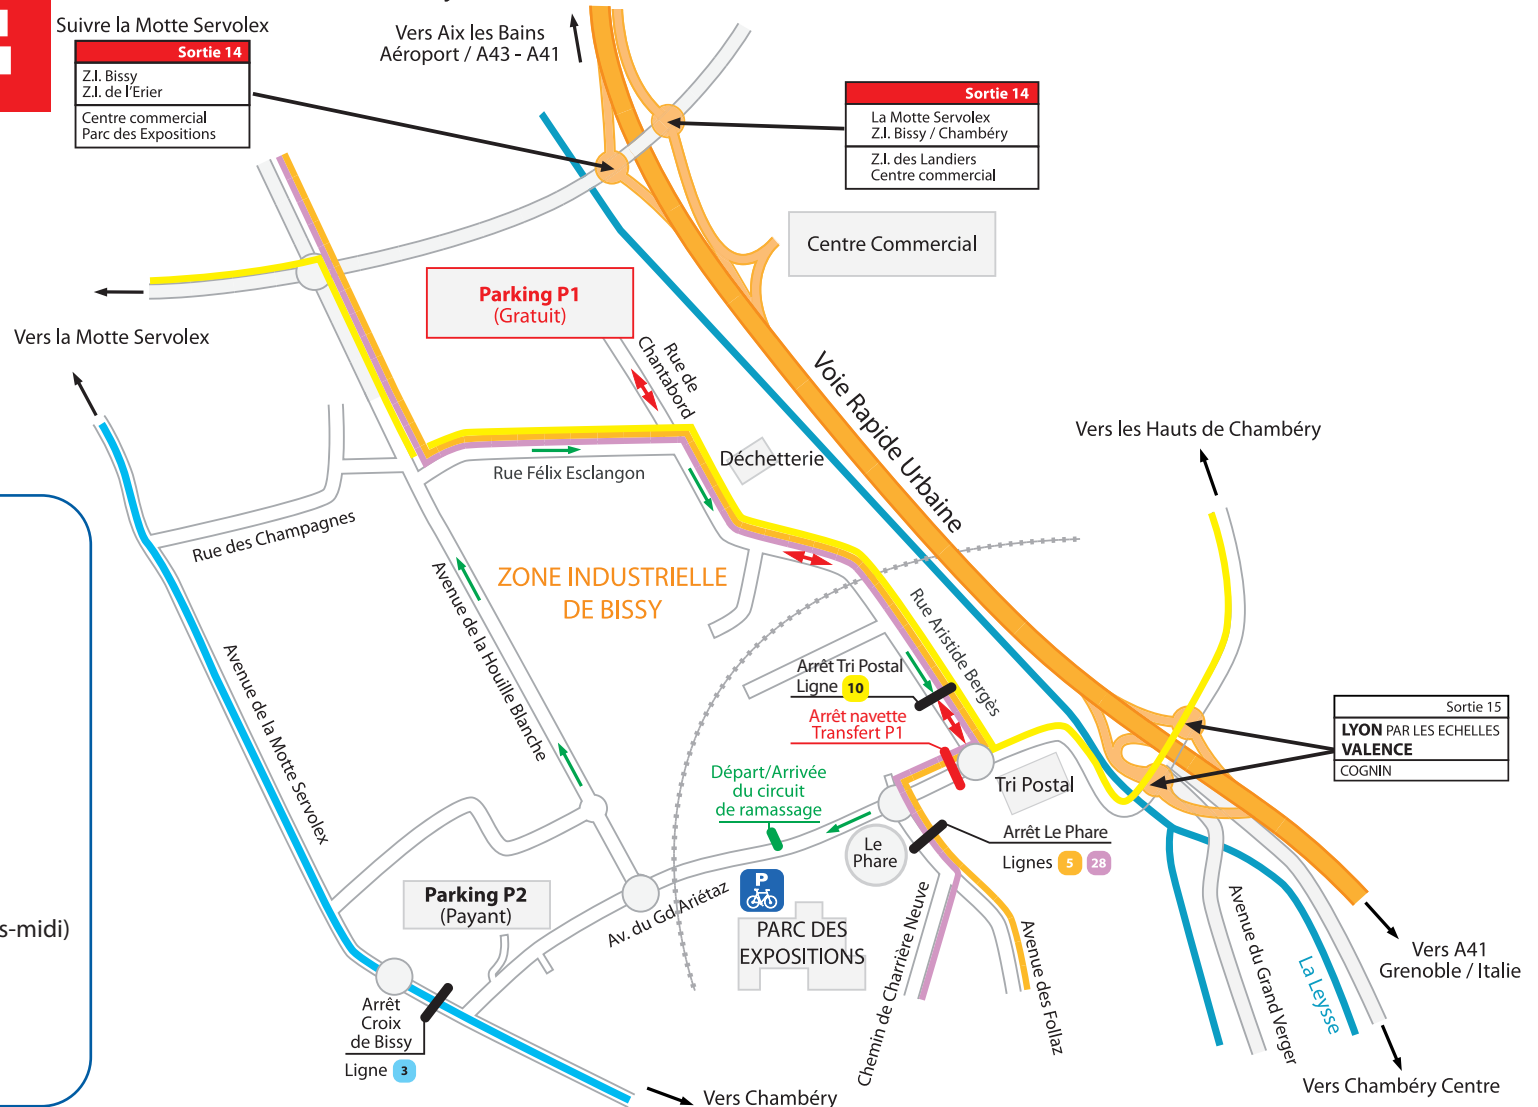 Suivre la Motte Servolex
Sortie 14
Z.I. Bissy
Z.I. de l'Erier
Centre commercial
Parc des Expositions
Vers Aix les Bains
Aéroport / A43 - A41
Sortie 14
La Motte Servolex
Z.I. Bissy / Chambéry
Z.I. des Landiers
Centre commercial
Centre Commercial
Parking P1
(Gratuit)
Vers la Motte Servolex
Rue de
Chantabord
Voie Rapide Urbaine
Vers les Hauts de Chambéry
Déchetterie
Rue Félix Esclangon
Rue des Champagnes
ZONE INDUSTRIELLE
DE BISSY
Avenue de la Houille Blanche
Rue Aristide Bergès
Avenue de la Motte Servolex
Arrêt Tri Postal
Ligne 10
Arrêt navette
Transfert P1
Départ/Arrivée
du circuit
de ramassage
Tri Postal
Sortie 15
LYON PAR LES ECHELLES
VALENCE
COGNIN
Le
Phare
Arrêt Le Phare
Lignes 5 28
Parking P2
(Payant)
Av. du Gd Ariétaz
P
PARC DES
EXPOSITIONS
s-midi)
Chemin de Charrière Neuve
Avenue des Follaz
Avenue du Grand Verger
La Leysse
Vers A41
Grenoble / Italie
Arrêt
Croix
de Bissy
Ligne 3
Vers Chambéry
Vers Chambéry Centre